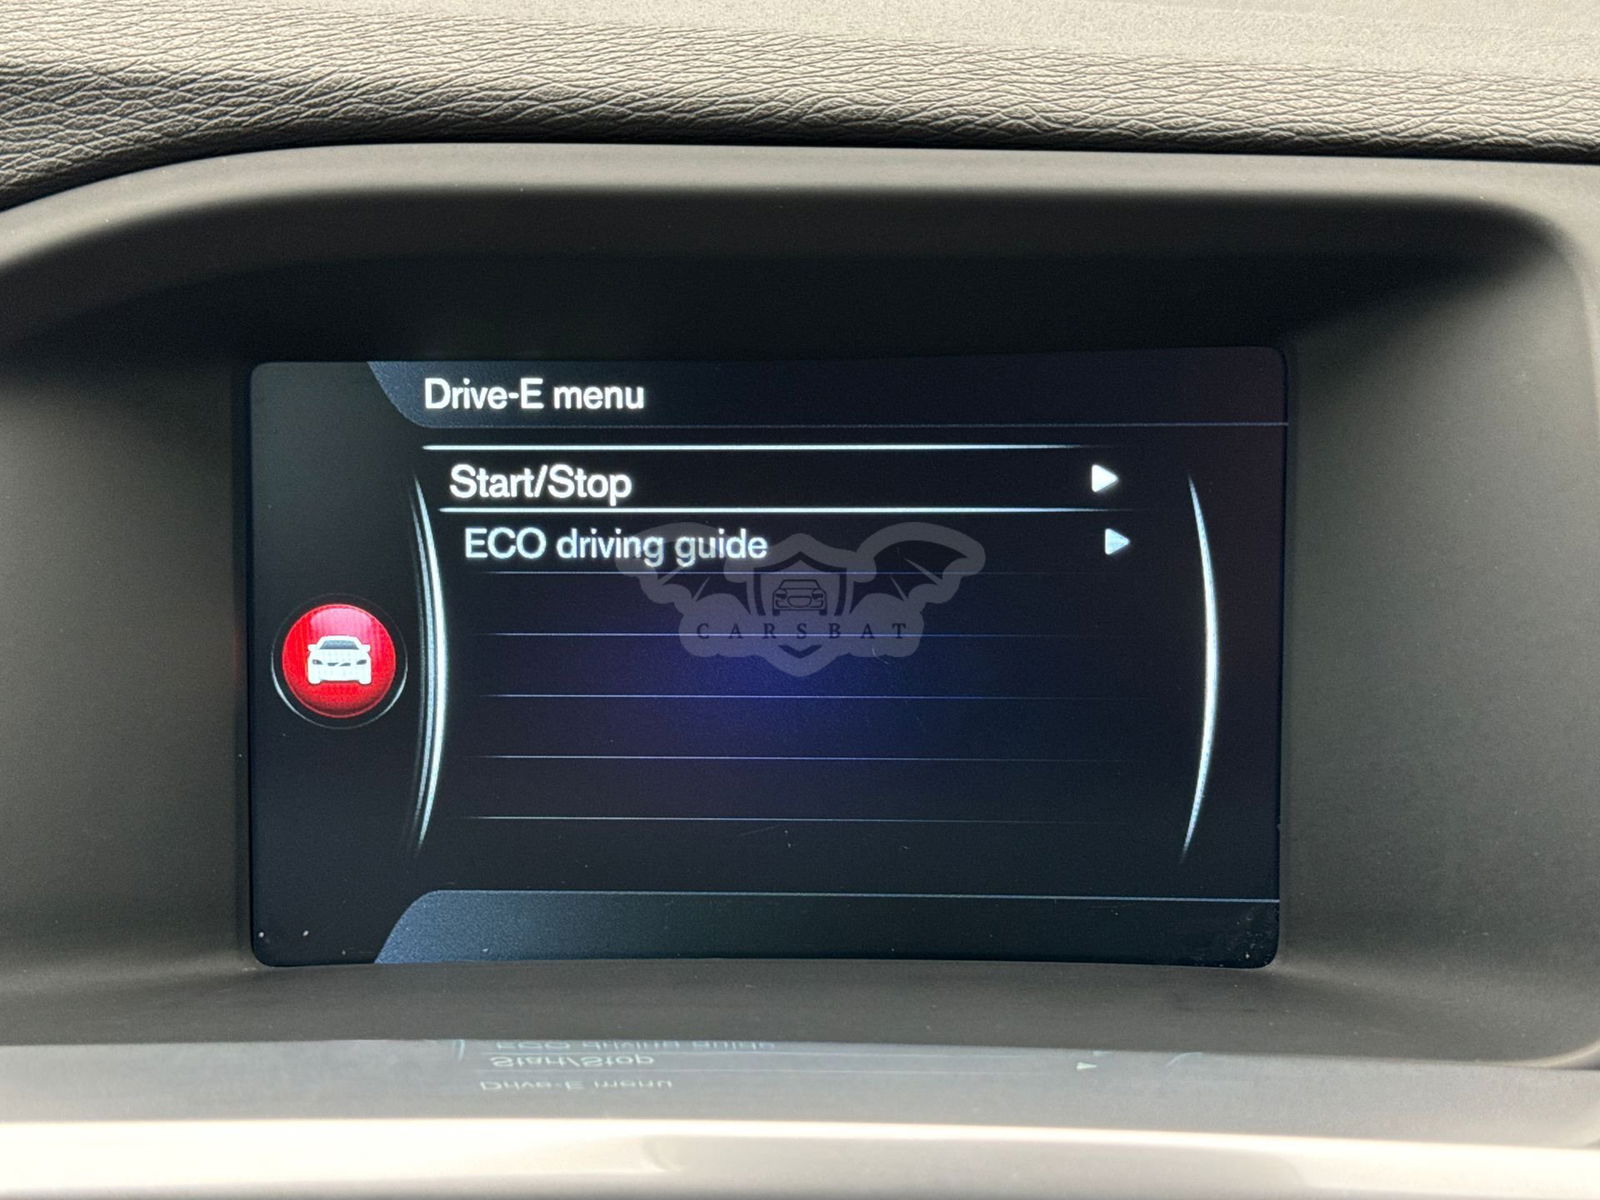 Drive-E menu
Start/Stop
ECO driving guide
CARSBAT